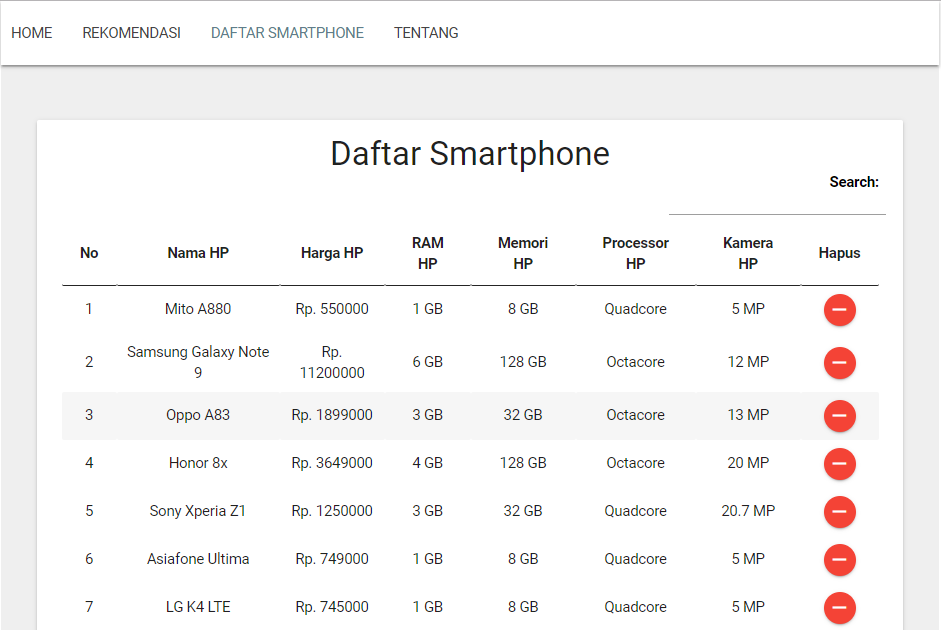 HOME REKOMENDASI DAFTAR SMARTPHONE TENTANG
Daftar Smartphone
Search:
No Nama HP Harga HP RAM HP Memori HP Processor HP Kamera HP Hapus
1 Mito A880 Rp. 550000 1 GB 8 GB Quadcore 5 MP
2 Samsung Galaxy Note 9 Rp. 11200000 6 GB 128 GB Octacore 12 MP
3 Oppo A83 Rp. 1899000 3 GB 32 GB Octacore 13 MP
4 Honor 8x Rp. 3649000 4 GB 128 GB Octacore 20 MP
5 Sony Xperia Z1 Rp. 1250000 3 GB 32 GB Quadcore 20.7 MP
6 Asiafone Ultima Rp. 749000 1 GB 8 GB Quadcore 5 MP
7 LG K4 LTE Rp. 745000 1 GB 8 GB Quadcore 5 MP